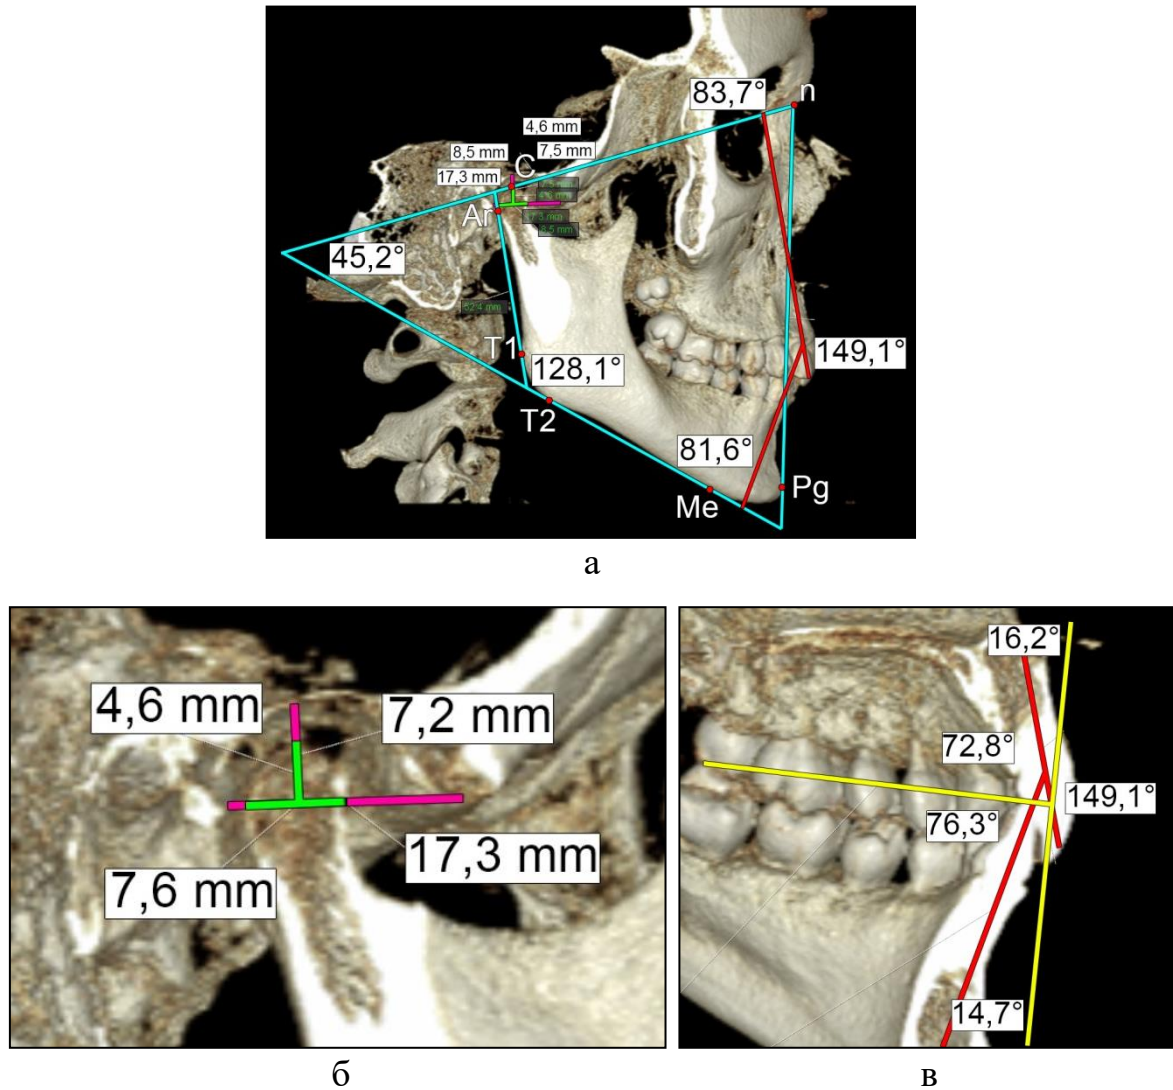 83,7°
n
4,6 mm
8,5 mm
7,5 mm
C
17,3 mm
Ar
45,2°
T1
128,1°
149,1°
T2
81,6°
Me
Pg
а
4,6 mm
7,2 mm
7,6 mm
17,3 mm
16,2°
72,8°
149,1°
76,3°
14,7°
б
в